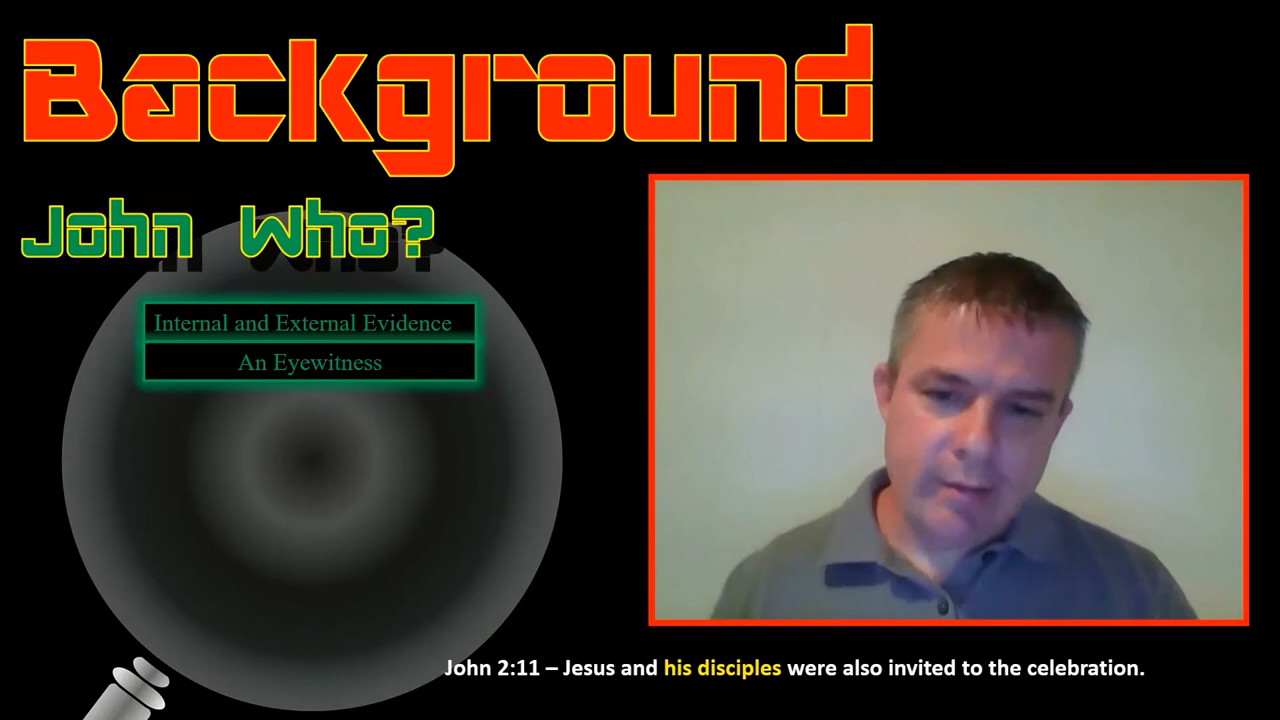 Background
John Who?
Internal and External Evidence
An Eyewitness
John 2:11 – Jesus and his disciples were also invited to the celebration.